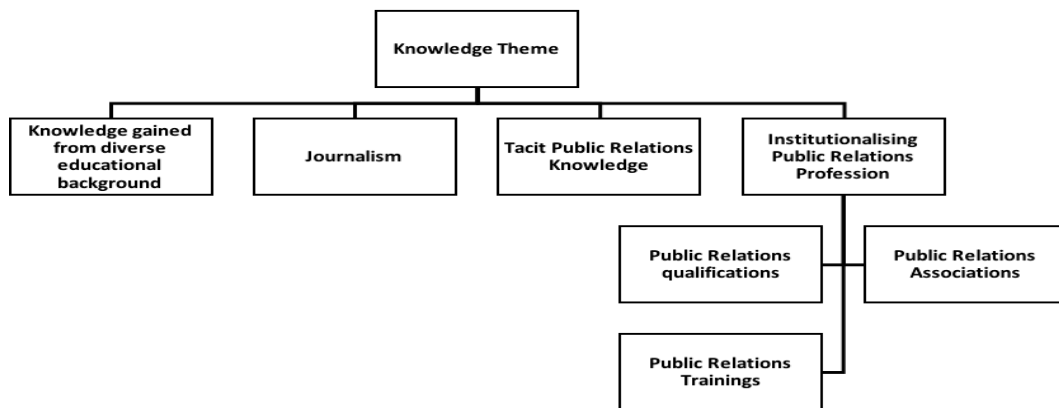 Knowledge Theme
Knowledge gained
from diverse
educational
background
Journalism
Tacit Public Relations
Knowledge
Institutionalising
Public Relations
Profession
Public Relations
qualifications
Public Relations
Associations
Public Relations
Trainings